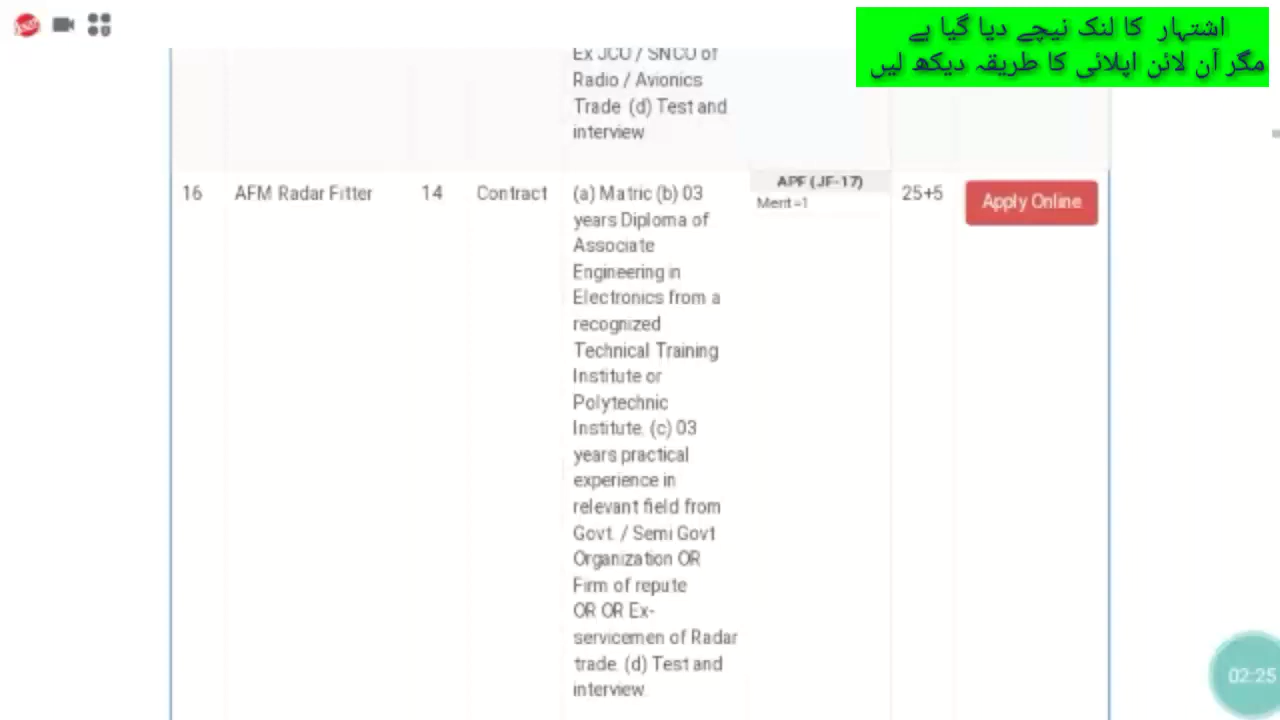 اشتہار کا لنک نیچے دیا گیا ہے
مگر آن لائن اپلائی کا طریقہ دیکھ لیں
Ex JCO / SNCO of
Radio / Avionics
Trade (d) Test and
interview
16 AFM Radar Fitter 14 Contract (a) Matric (b) 03 APF (JF-17) 25+5 Apply Online
Merit=1
years Diploma of
Associate
Engineering in
Electronics from a
recognized
Technical Training
Institute or
Polytechnic
Institute. (c) 03
years practical
experience in
relevant field from
Govt. / Semi Govt
Organization OR
Firm of repute
OR OR Ex-
servicemen of Radar
trade. (d) Test and
interview.
02:25